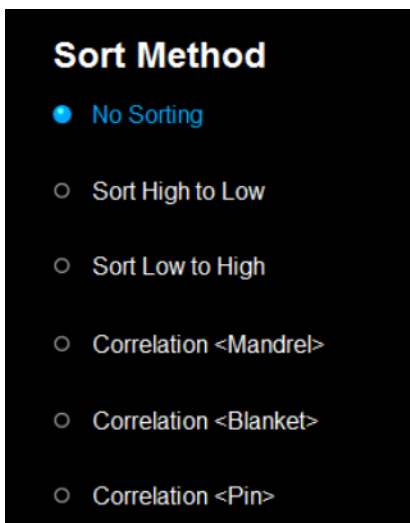 Sort Method
No Sorting
Sort High to Low
Sort Low to High
Correlation <Mandrel>
Correlation <Blanket>
Correlation <Pin>